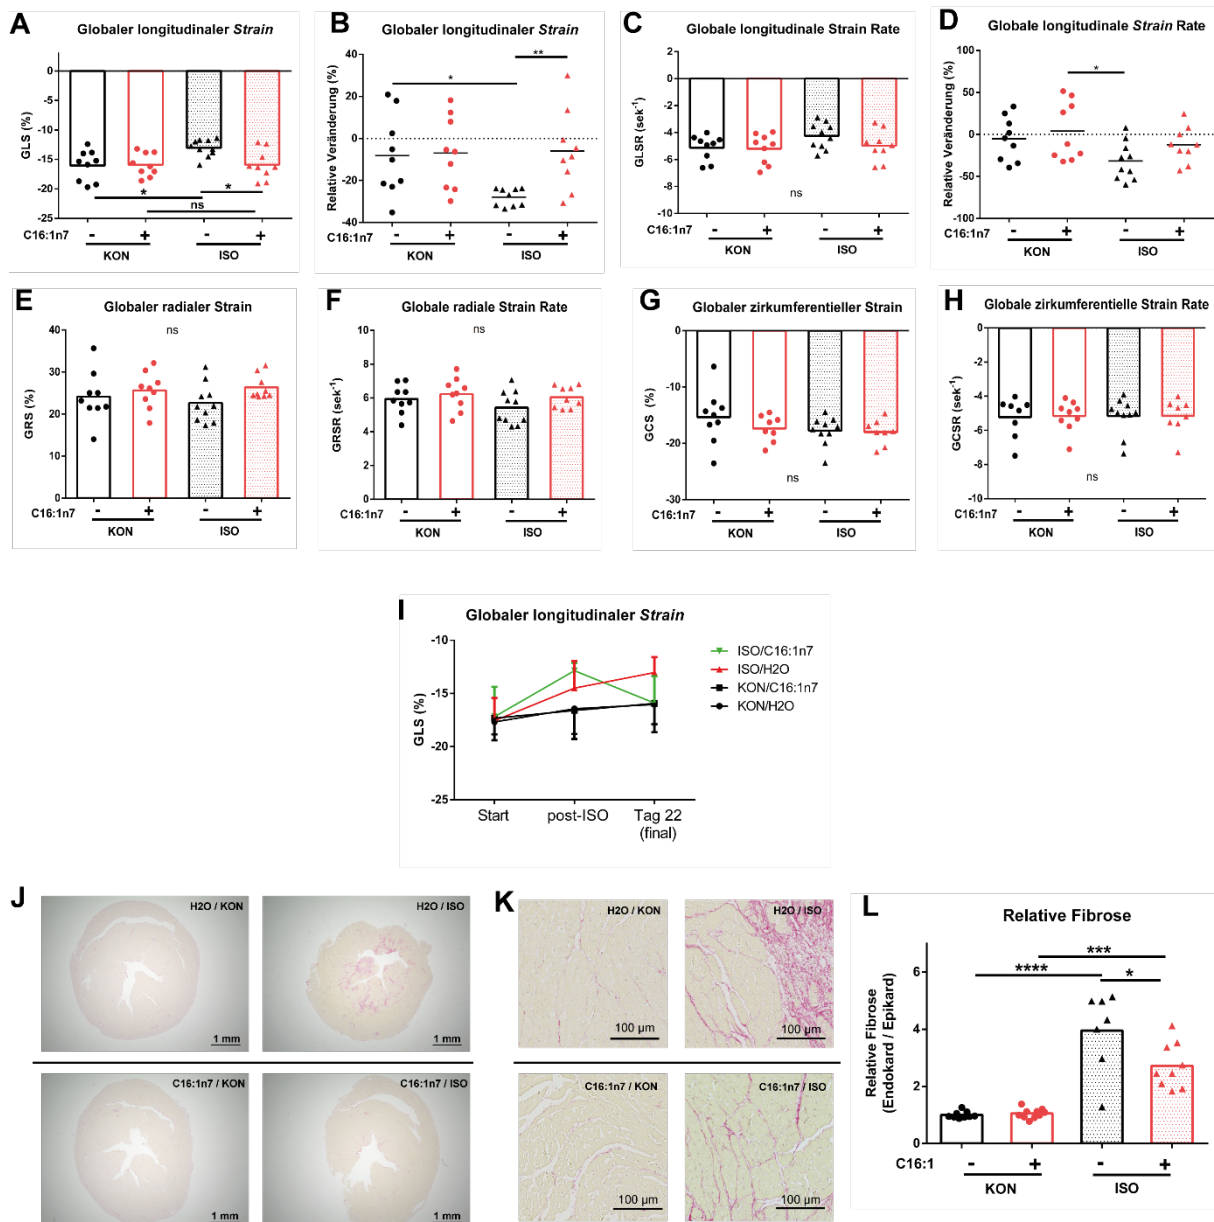 A
Globaler longitudinaler Strain
GLS (%)
0
-5
-10
-15
-20
-25
*
*
ns
C16:1n7
-
+
-
+
KON
ISO
B
Globaler longitudinaler Strain
Relative Veränderung (%)
40
20
0
-20
-40
-60
*
**
C16:1n7
-
+
-
+
KON
ISO
C
Globale longitudinale Strain Rate
GLSR (sek-1)
0
-2
-4
-6
-8
-10
ns
C16:1n7
-
+
-
+
KON
ISO
D
Globale longitudinale Strain Rate
Relative Veränderung (%)
100
50
0
-50
-100
*
C16:1n7
-
+
-
+
KON
ISO
E
Globaler radialer Strain
ns
GRS (%)
40
30
20
10
0
C16:1n7
-
+
-
+
KON
ISO
F
Globale radiale Strain Rate
ns
GRSR (sek-1)
10
8
6
4
2
0
C16:1n7
-
+
-
+
KON
ISO
G
Globaler zirkumferentieller Strain
GCS (%)
0
-10
-20
-30
ns
C16:1n7
-
+
-
+
KON
ISO
H
Globale zirkumferentielle Strain Rate
GCSR (sek-1)
0
-2
-4
-6
-8
-10
ns
C16:1n7
-
+
-
+
KON
ISO
I
Globaler longitudinaler Strain
GLS (%)
-10
-15
-20
-25
Start
post-ISO
Tag 22
(final)
ISO/C16:1n7
ISO/H2O
KON/C16:1n7
KON/H2O
J
H2O / KON
1 mm
H2O / ISO
1 mm
C16:1n7 / KON
1 mm
C16:1n7 / ISO
1 mm
K
H2O / KON
100 µm
H2O / ISO
100 µm
C16:1n7 / KON
100 µm
C16:1n7 / ISO
100 µm
L
Relative Fibrose
Relative Fibrose
(Endokard / Epikard)
6
4
2
0
****
***
*
C16:1
-
+
-
+
KON
ISO